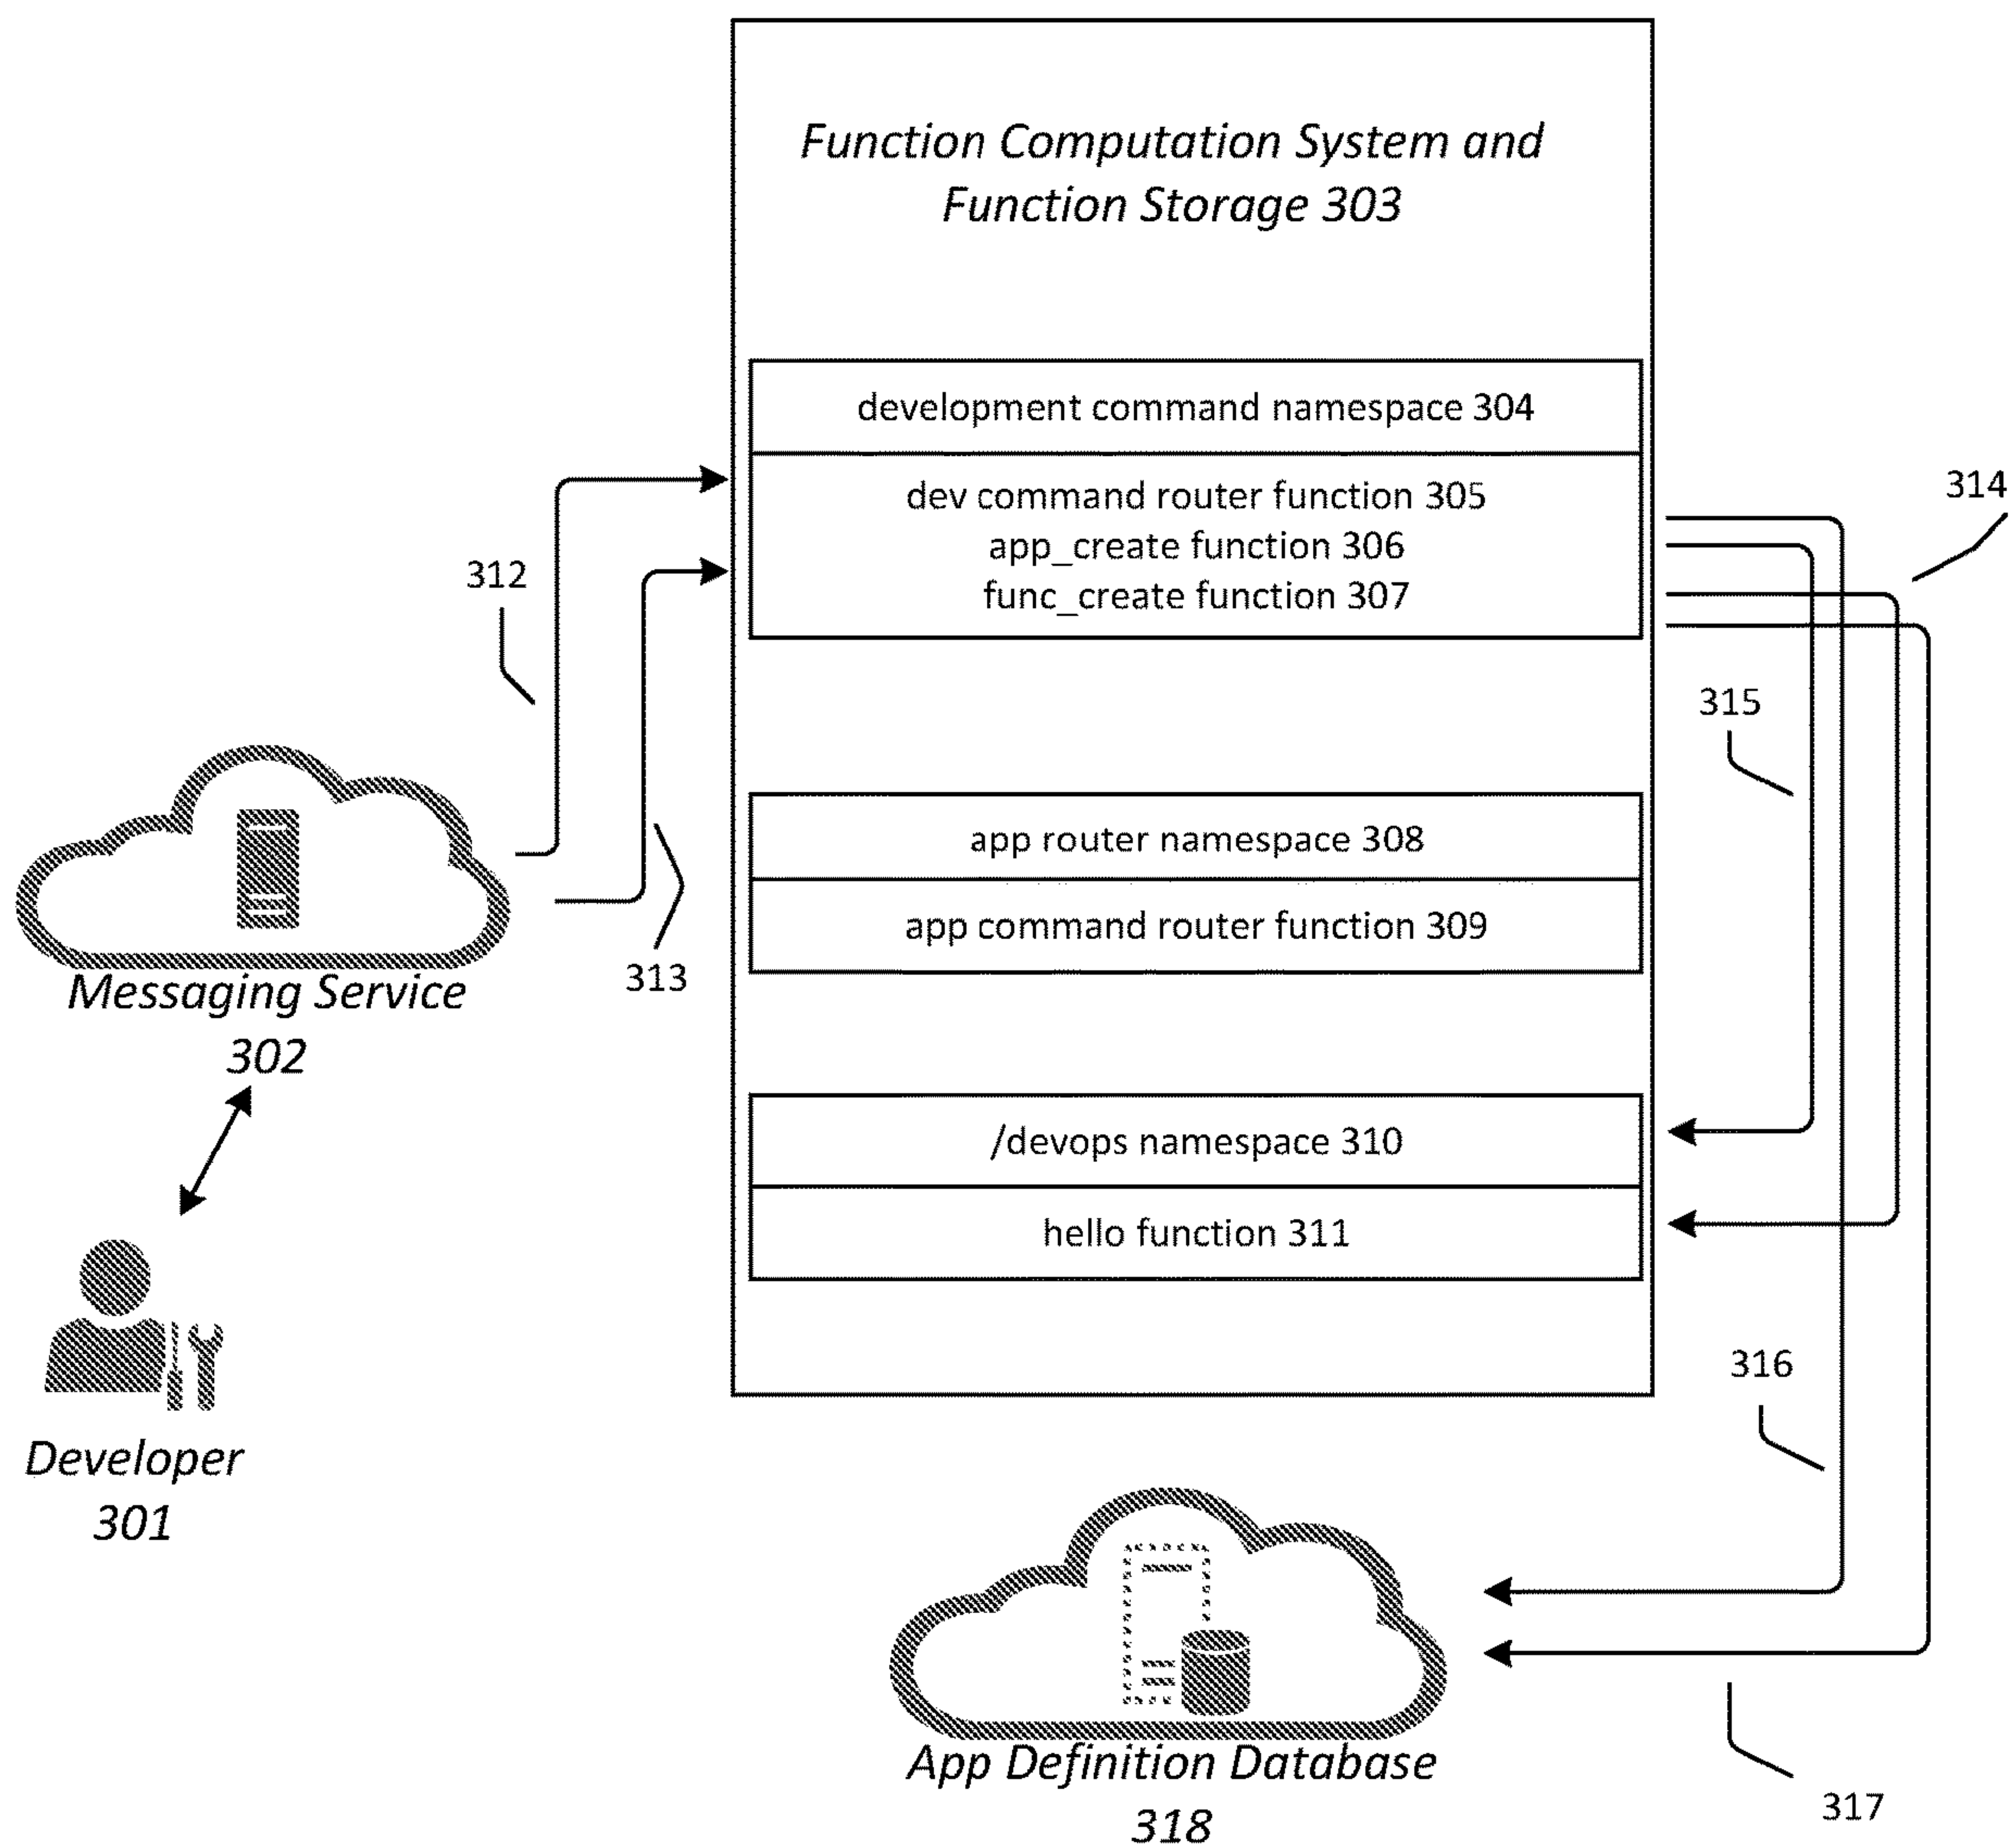 Function Computation System and
Function Storage 303
development command namespace 304
dev command router function 305
app_create function 306
func_create function 307
314
312
315
app router namespace 308
app command router function 309
313
Messaging Service
302
/devops namespace 310
hello function 311
316
Developer
301
App Definition Database
318
317